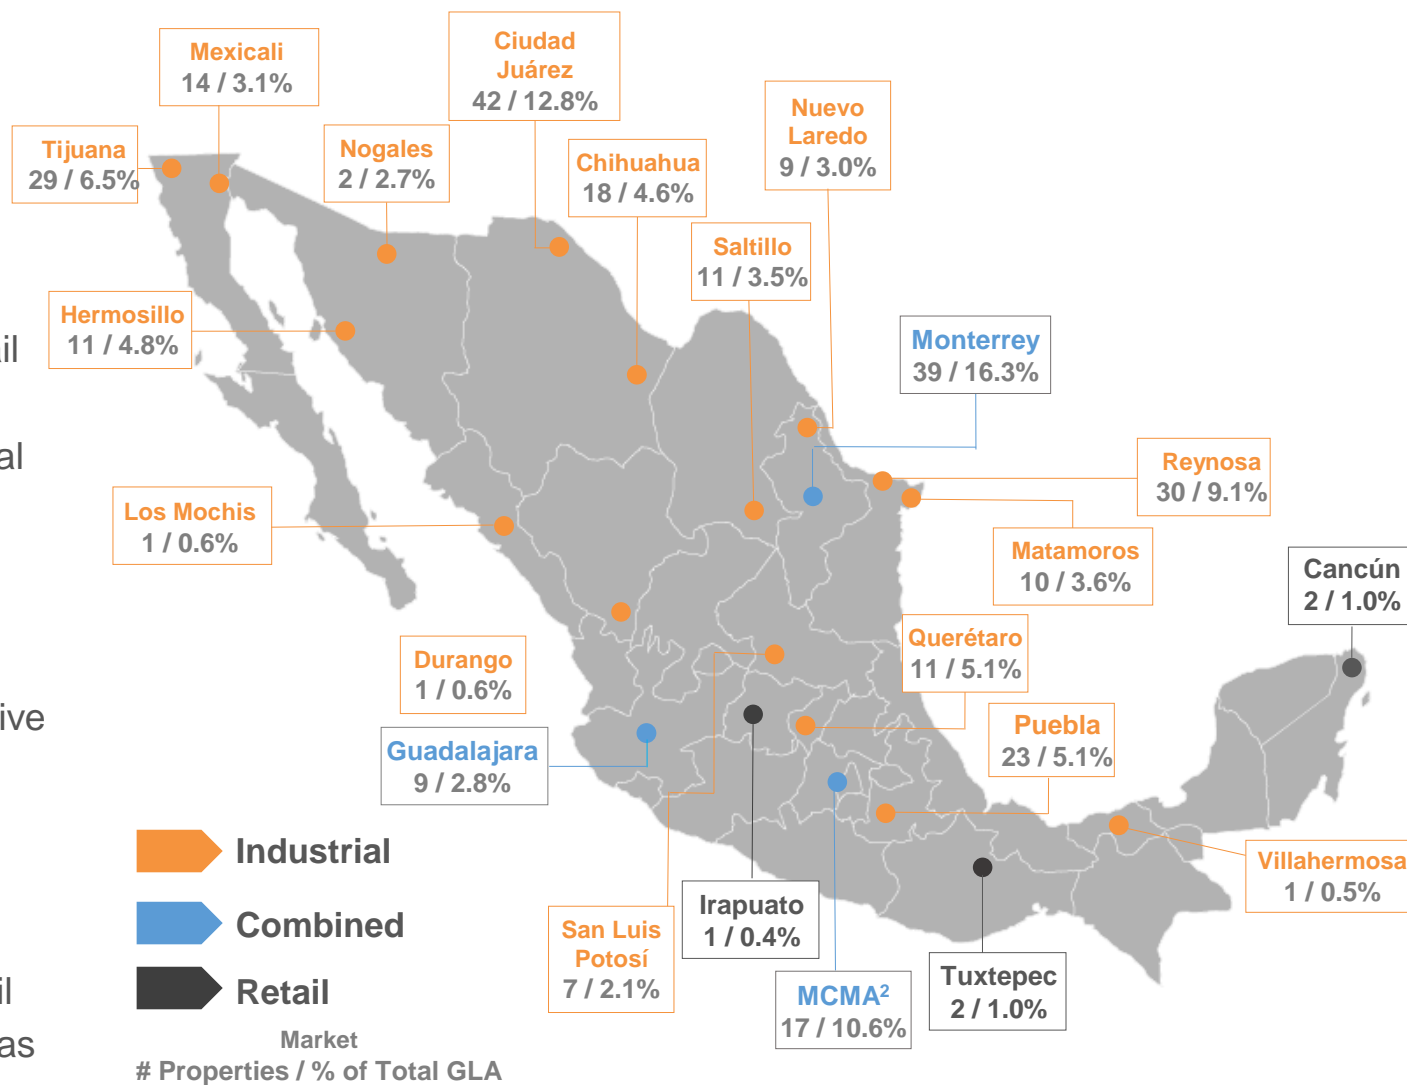 Mexicali
14 / 3.1%
Ciudad
Juárez
42 / 12.8%
Nuevo
Laredo
9 / 3.0%
Tijuana
29 / 6.5%
Nogales
2 / 2.7%
Chihuahua
18 / 4.6%
Saltillo
11 / 3.5%
Hermosillo
11 / 4.8%
ail
Monterrey
39 / 16.3%
al
Reynosa
30 / 9.1%
Los Mochis
1 / 0.6%
Matamoros
10 / 3.6%
Cancún
2 / 1.0%
Durango
1 / 0.6%
Querétaro
11 / 5.1%
ive
Guadalajara
9 / 2.8%
Puebla
23 / 5.1%
Industrial
Villahermosa
1 / 0.5%
Irapuato
1 / 0.4%
Combined
San Luis
Potosí
7 / 2.1%
Tuxtepec
2 / 1.0%
MCMA²
17 / 10.6%
il
Retail
as
Market
# Properties / % of Total GLA